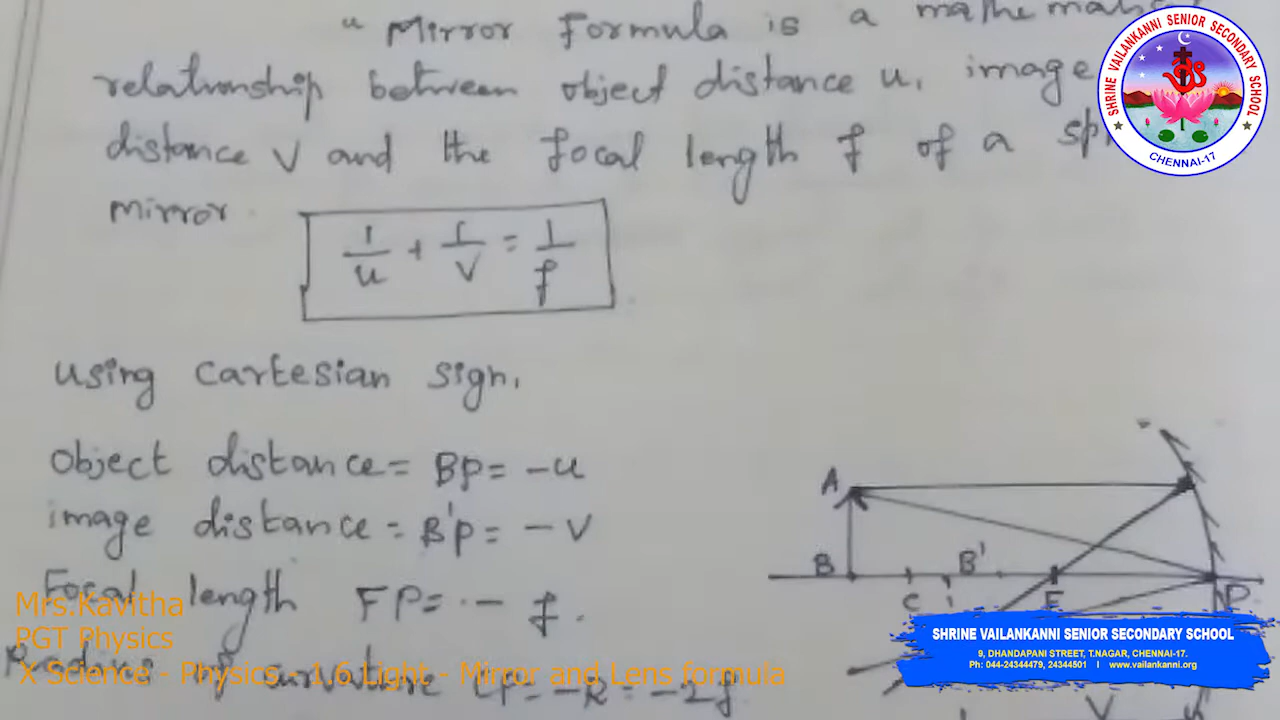 " Mirror Formula is a
relationship between object distance u, image
distance v and the focal length f of a
mirror.
1/u + 1/v = 1/f
using cartesian sign,
object distance = BP = -u
image distance = B'P = -v
Focal length FP = - f.
CP = -R = -2f
A
B
C
B'
F
P
V
SHRINE VAILANKANNI SENIOR SECONDARY SCHOOL
CHENNAI-17
Mrs.Kavitha
PGT Physics
X Science - Physics - 1.6 Light - Mirror and Lens formula
SHRINE VAILANKANNI SENIOR SECONDARY SCHOOL
9, DHANDAPANI STREET, T.NAGAR, CHENNAI-17.
Ph: 044-24344479, 24344501 | www.vailankanni.org